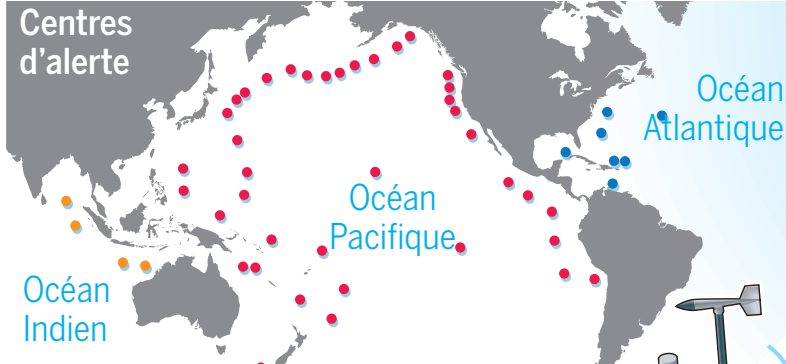 Centres
d'alerte
Océan
Atlantique
Océan
Pacifique
Océan
Indien